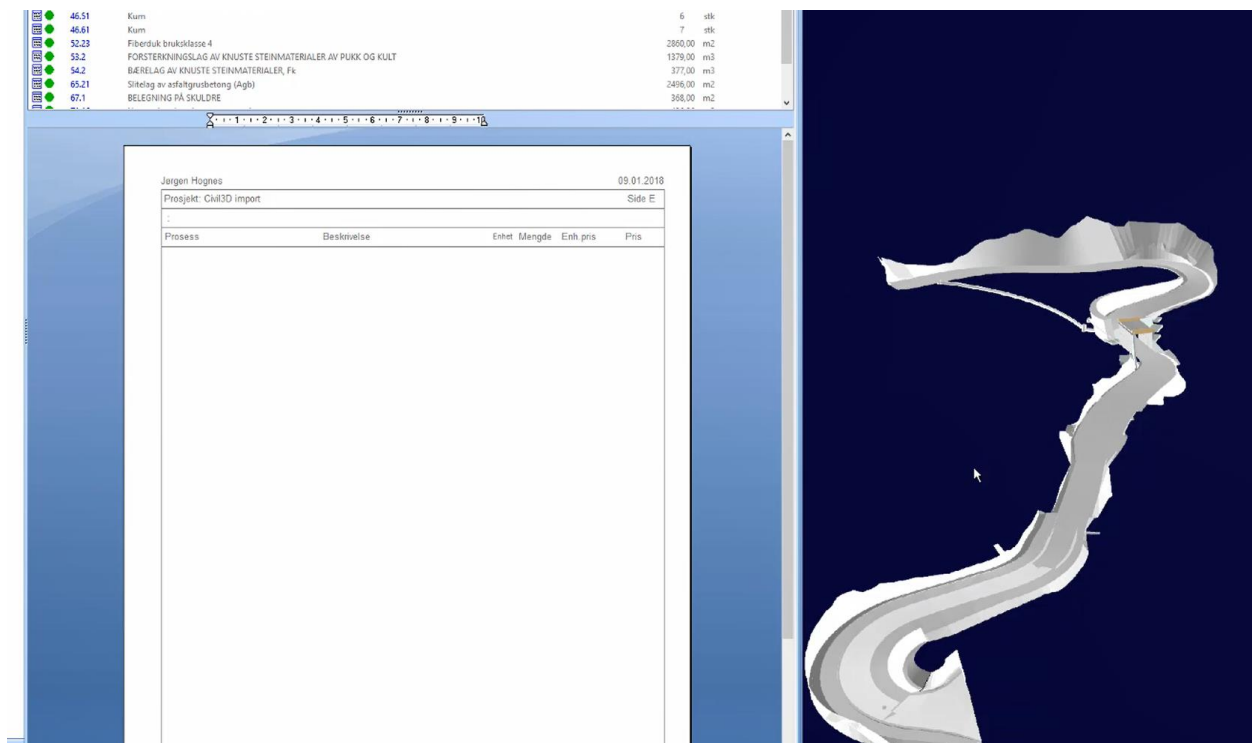 46.51 Kum 6 stk
46.61 Kum 7 stk
52.23 Fiberduk bruksklasse 4 2860,00 m2
53.2 FORSTERKNINGSLAG AV KNUSTE STEINMATERIALER AV PUKK OG KULT 1379,00 m3
54.2 BÆRELAG AV KNUSTE STEINMATERIALER, Fk 377,00 m3
65.21 Slitelag av asfaltgrusbetong (Agb) 2496,00 m2
67.1 BELEGNING PÅ SKULDRE 368,00 m2
1 2 3 4 5 6 7 8 9 10
Jørgen Hognes 09.01.2018
Prosjekt: Civil3D import Side E
:
Prosess Beskrivelse Enhet Mengde Enh.pris Pris